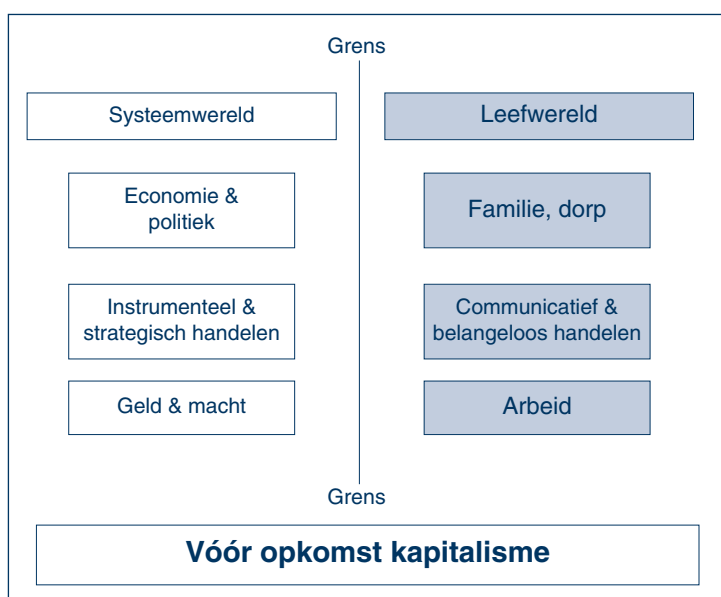 Grens
Systeemwereld
Leefwereld
Economie &
politiek
Familie, dorp
Instrumenteel &
strategisch handelen
Communicatief &
belangeloos handelen
Geld & macht
Arbeid
Grens
Vóór opkomst kapitalisme